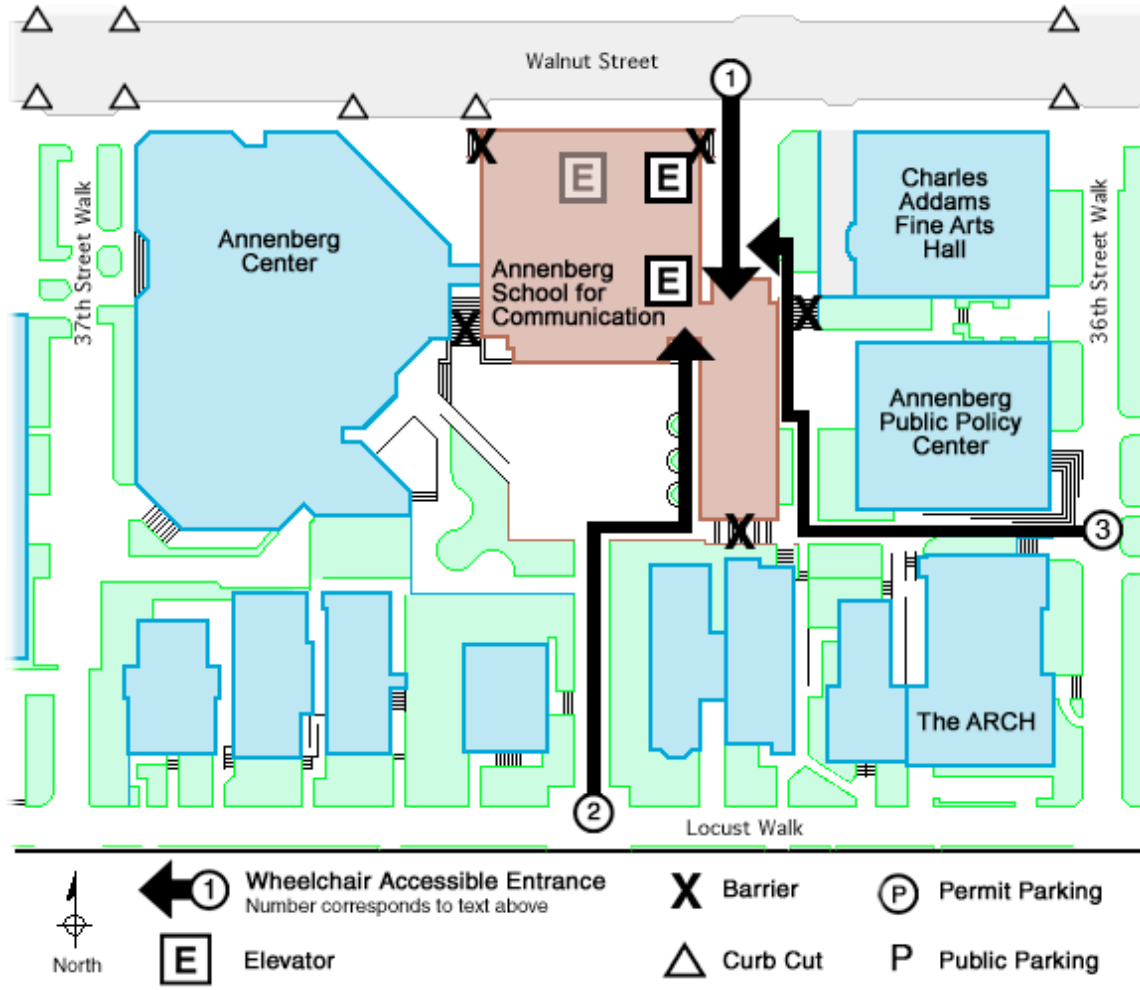 Walnut Street
1
X
X
E
E
Charles
Addams
Fine Arts
Hall
37th Street Walk
36th Street Walk
Annenberg
Center
Annenberg
School for
Communication
E
X
X
Annenberg
Public Policy
Center
X
3
The ARCH
2
Locust Walk
1
Wheelchair Accessible Entrance
Number corresponds to text above
X
Barrier
P
Permit Parking
North
E
Elevator
Curb Cut
P
Public Parking